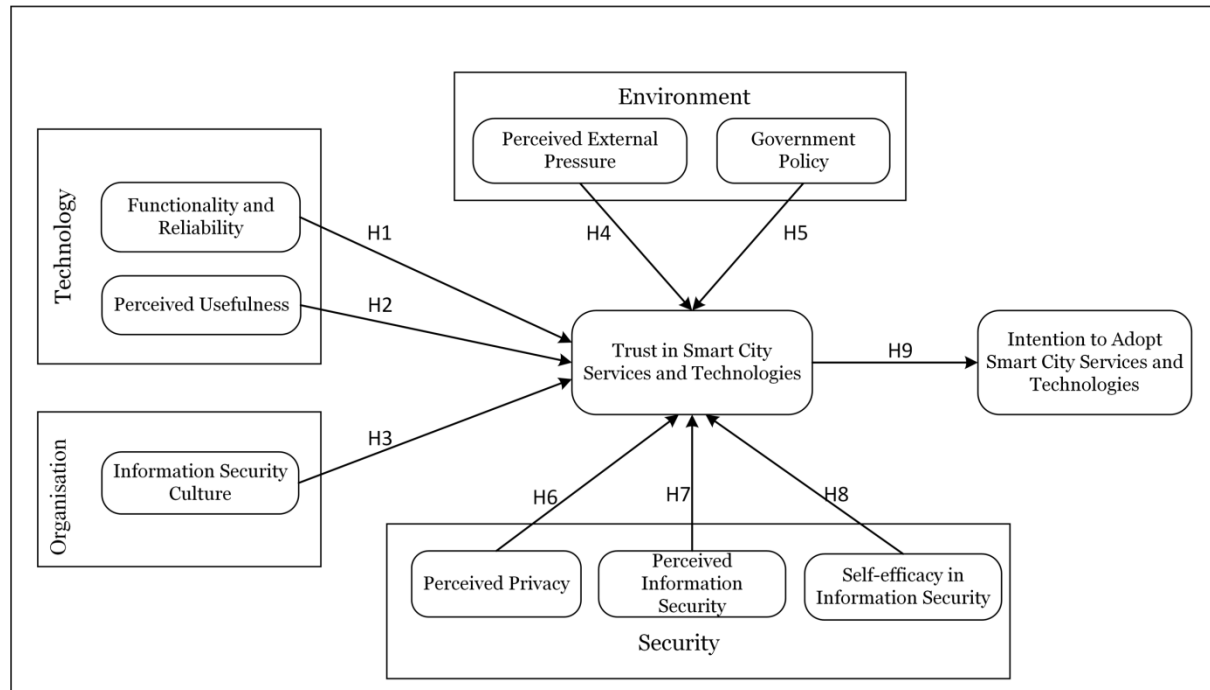 Environment
Perceived External
Pressure
Government
Policy
Technology
Functionality and
Reliability
Perceived Usefulness
H1
H2
H4
H5
Trust in Smart City
Services and Technologies
H9
Intention to Adopt
Smart City Services and
Technologies
Organisation
Information Security
Culture
H3
H6
H7
H8
Perceived Privacy
Perceived
Information
Security
Self-efficacy in
Information Security
Security